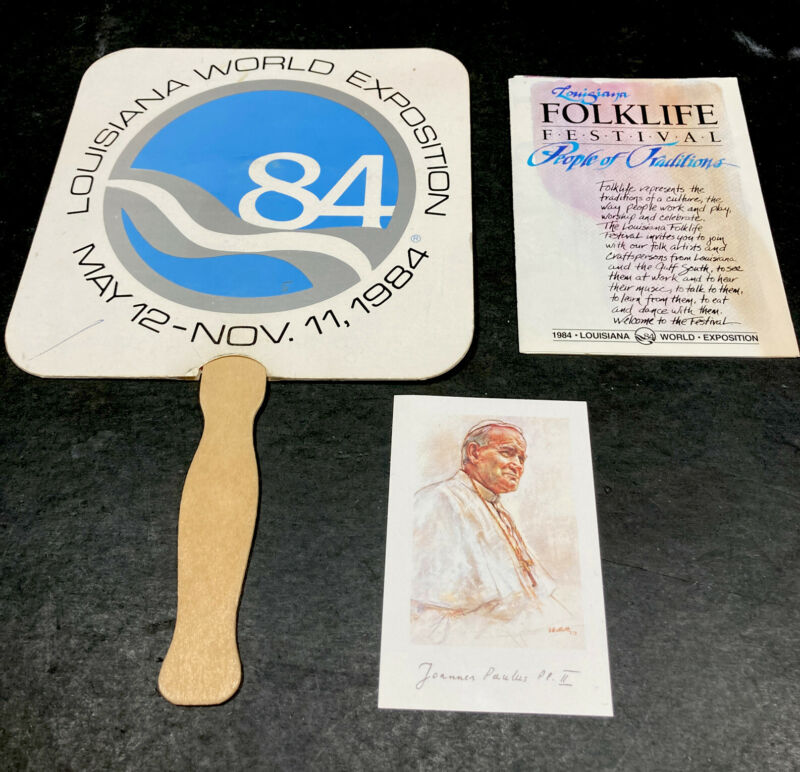 LOUISIANA WORLD EXPOSITION
84
MAY 12 - NOV. 11, 1984®
Louisiana
FOLKLIFE
F·E·S·T·I·V·A·L
People of Traditions
Folklife represents the
traditions of a culture, the
way people work and play,
worship and celebrate.
The Louisiana Folklife
Festival invites you to join
with our folk artists and
craftspersons from Louisiana
and the Gulf South, to see
them at work and to hear
their music, to talk to them,
to learn from them, to eat
and dance with them.
Welcome to the Festival
1984 · LOUISIANA 84 WORLD · EXPOSITION
Joannes Paulus PP. II